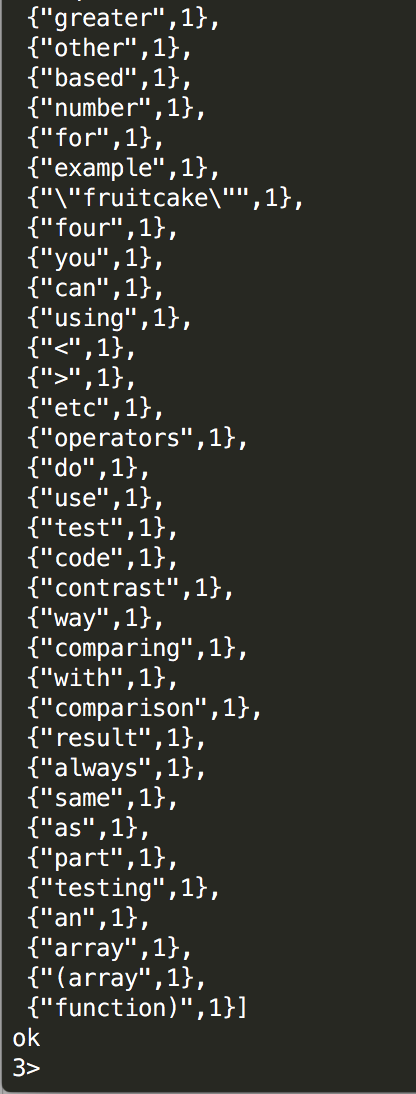 {"greater",1},
{"other",1},
{"based",1},
{"number",1},
{"for",1},
{"example",1},
{"\"fruitcake\"",1},
{"four",1},
{"you",1},
{"can",1},
{"using",1},
{"<",1},
{">",1},
{"etc",1},
{"operators",1},
{"do",1},
{"use",1},
{"test",1},
{"code",1},
{"contrast",1},
{"way",1},
{"comparing",1},
{"with",1},
{"comparison",1},
{"result",1},
{"always",1},
{"same",1},
{"as",1},
{"part",1},
{"testing",1},
{"an",1},
{"array",1},
{"(array",1},
{"function)",1}]
ok
3>